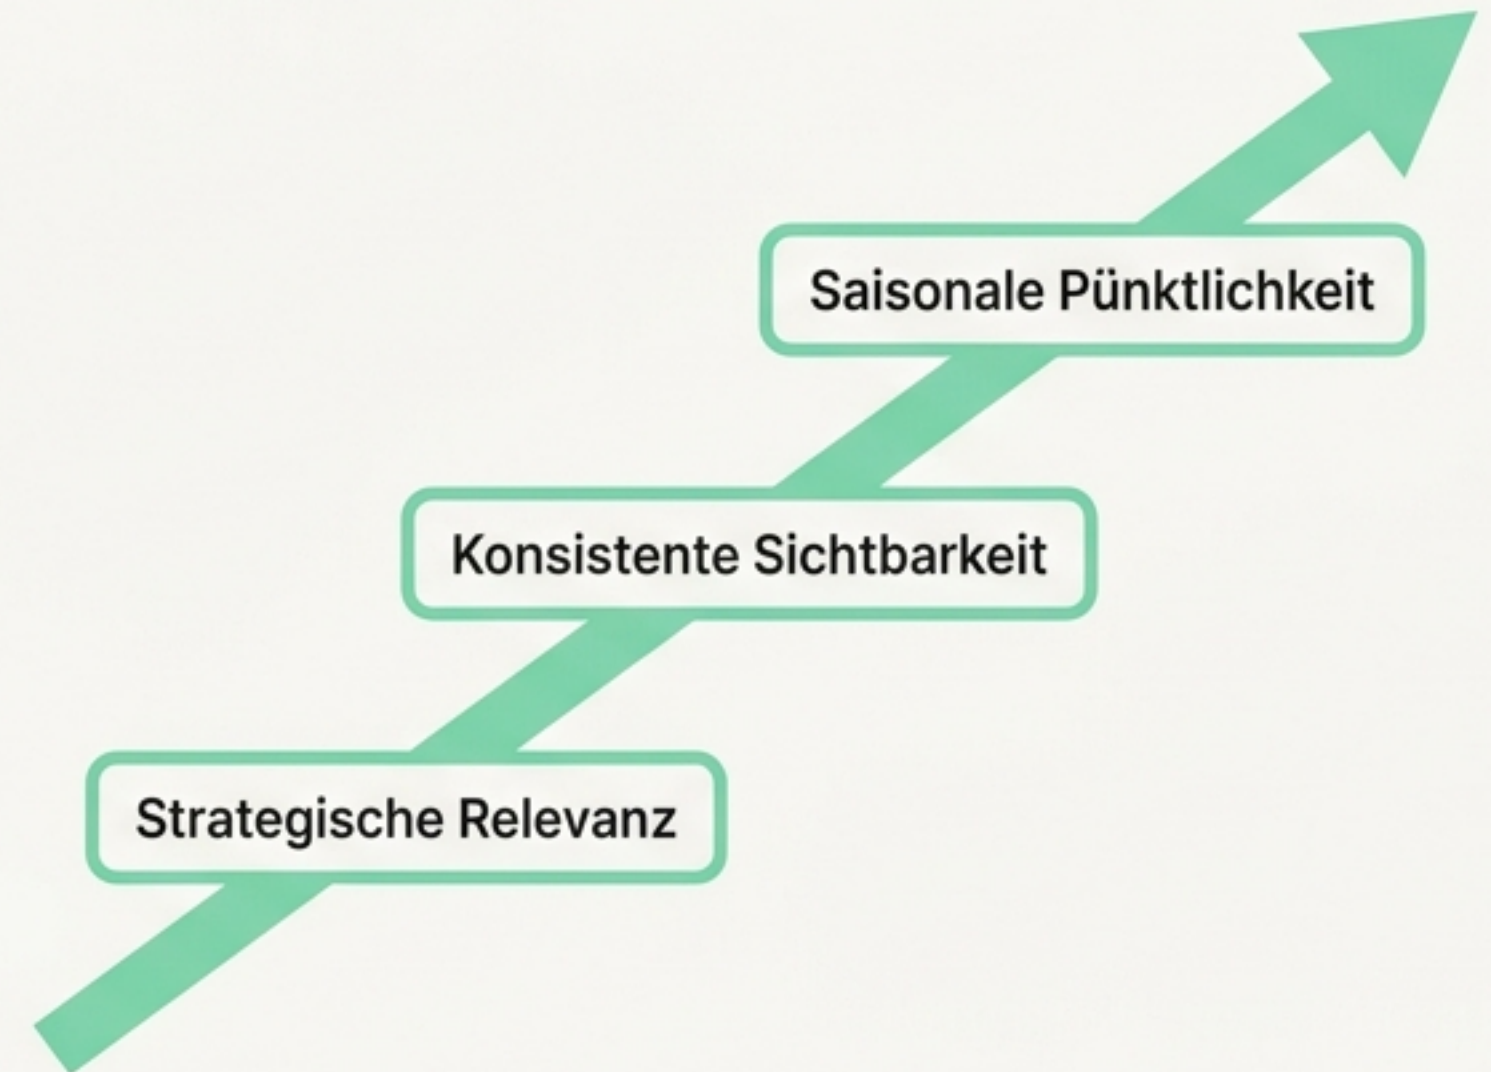 Saisonale Pünktlichkeit
Konsistente Sichtbarkeit
Strategische Relevanz